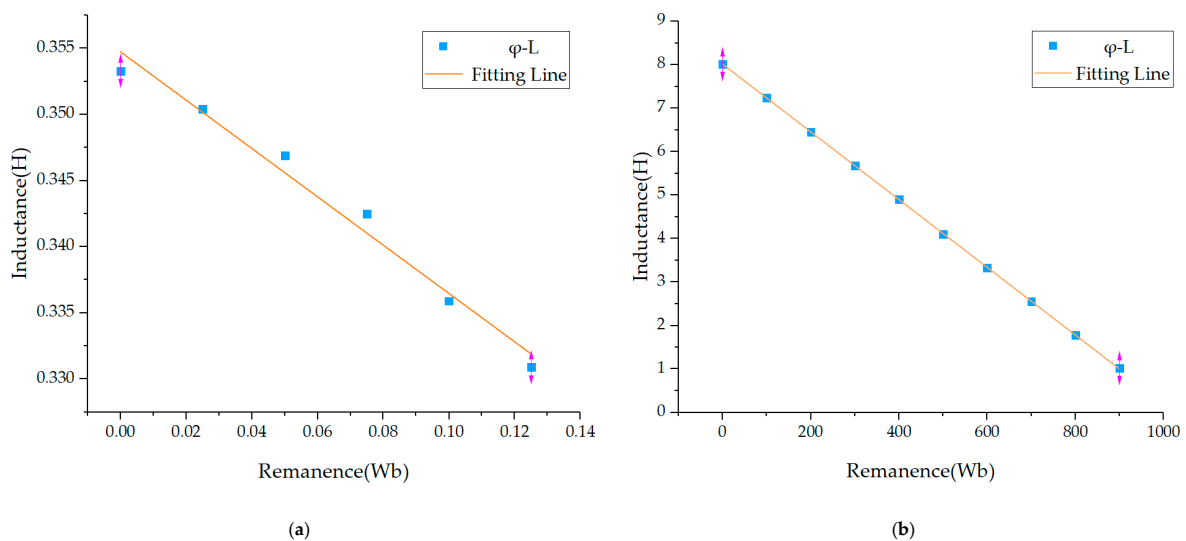 φ-L
Fitting Line
0.355
0.350
0.345
0.340
0.335
0.330
Inductance(H)
0.00 0.02 0.04 0.06 0.08 0.10 0.12 0.14
Remanence(Wb)
(a)
φ-L
Fitting Line
9
8
7
6
5
4
3
2
1
0
Inductance(H)
0 200 400 600 800 1000
Remanence(Wb)
(b)